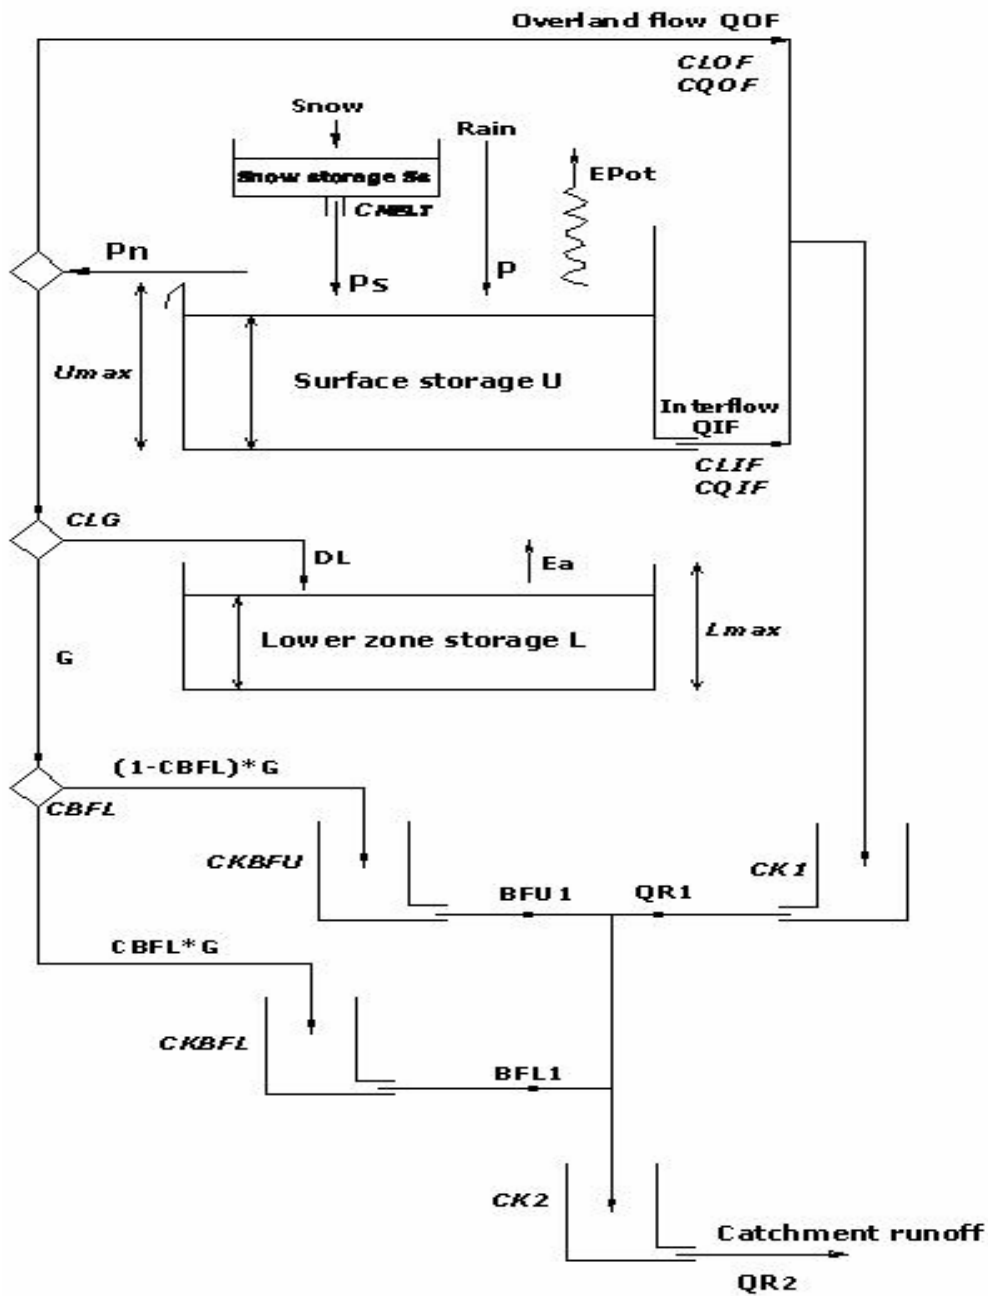 Overland flow QOF
CLOF
CQOF
Snow
Rain
Snow storage Ss
EPot
CMELT
Pn
Ps
P
Umax
Surface storage U
Interflow
QIF
CLIF
CQIF
CLG
DL
Ea
Lower zone storage L
Lmax
G
(1-CBFL)*G
CBFL
CKBFU
CK1
BFU1
QR1
CBFL*G
CKBFL
BFL1
CK2
Catchment runoff
QR2